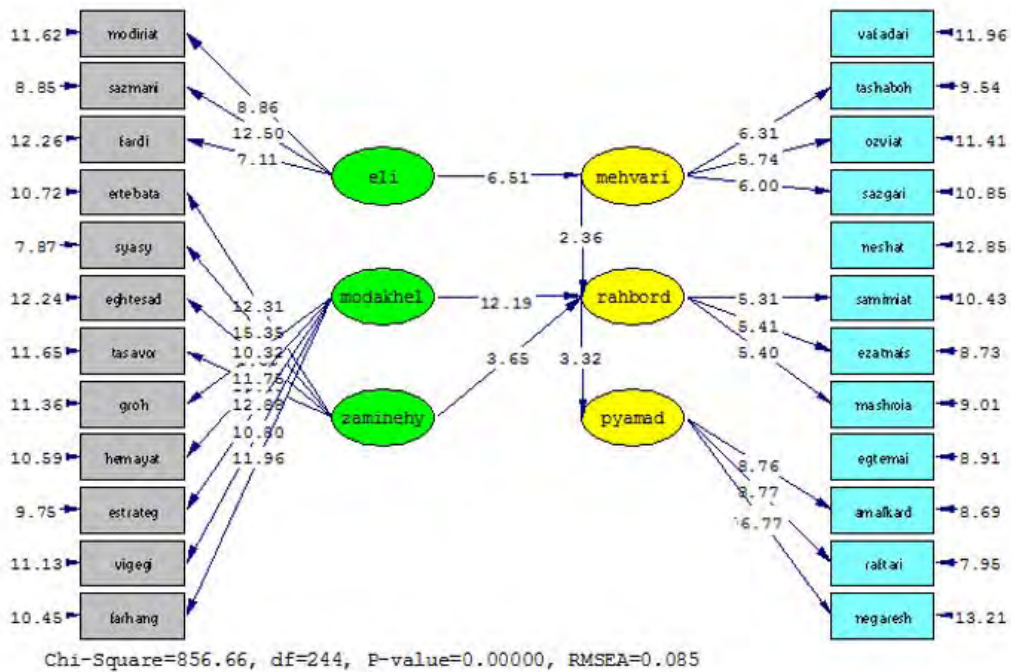 11.62 modiriat
8.85 sazmani
12.26 fardi
10.72 ertebata
7.87 syasy
12.24 eghtesad
11.65 tasavor
11.36 groh
10.59 hemayat
9.75 estrateg
11.13 vigegi
10.45 farhang
8.86
12.50
7.11
12.31
15.35
10.32
11.75
10.80
11.96
eli
modakhel
zaminehy
6.51
12.19
3.65
mehvari
2.36
rahbord
3.32
pyamad
6.31
5.74
6.00
5.31
5.41
5.40
8.76
vafadari 11.96
tashaboh 9.54
ozviat 11.41
sazgari 10.85
neshat 12.85
samimiat 10.43
ezatnafs 8.73
mashroia 9.01
egtemai 8.91
amalkard 8.69
raftari 7.95
negaresh 13.21
Chi-Square=856.66, df=244, P-value=0.00000, RMSEA=0.085